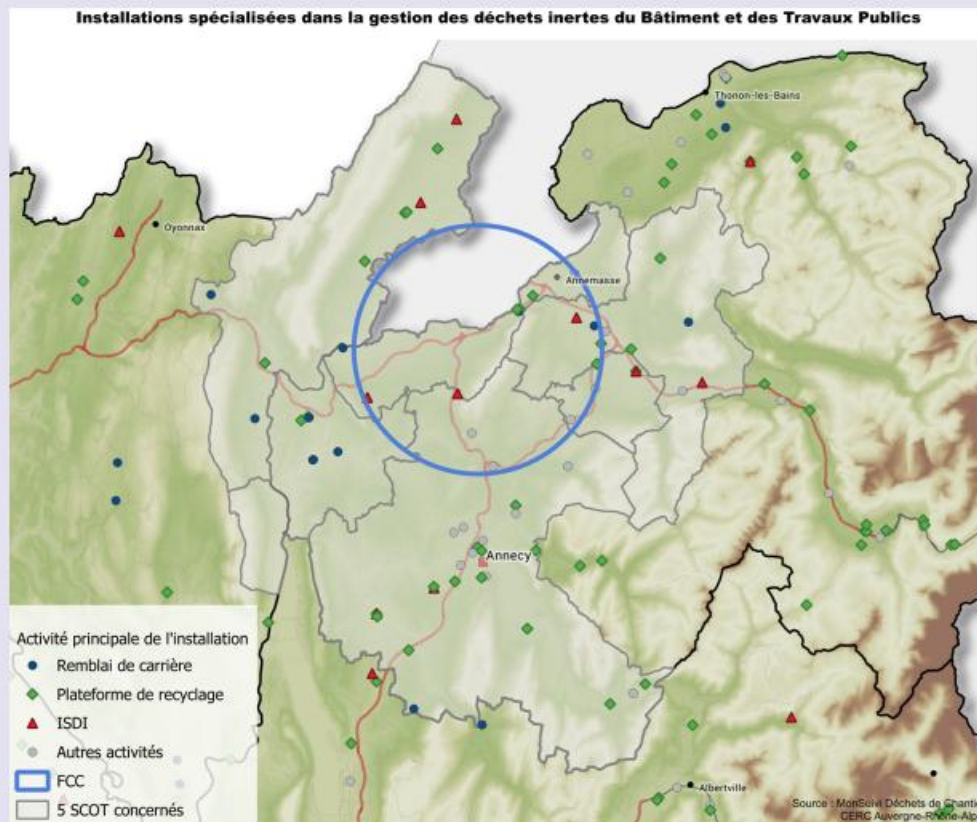 Installations spécialisées dans la gestion des déchets inertes du Bâtiment et des Travaux Publics
Thonon-les-Bains
Oyonnax
Annemasse
Annecy
Activité principale de l'installation
Remblai de carrière
Plateforme de recyclage
ISDI
Autres activités
FCC
5 SCOT concernés
Albertville
Source : MonSuivi Déchets de Chantie
CERC Auvergne-Rhône-Alp